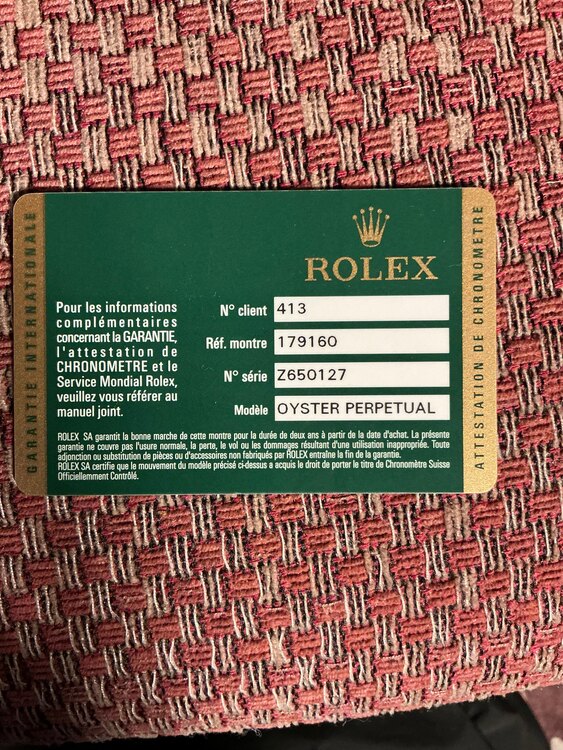 GARANTIE INTERNATIONALE
ROLEX
Pour les informations
complémentaires
concernant la GARANTIE,
l'attestation de
CHRONOMETRE et le
Service Mondial Rolex,
veuillez vous référer au
manuel joint.
N° client 413
Réf. montre 179160
N° série Z650127
Modèle OYSTER PERPETUAL
ROLEX SA garantit la bonne marche de cette montre pour la durée de deux ans à partir de la date d'achat. La présente
garantie ne couvre pas l'usure normale, la perte, le vol ou les dommages résultant d'une utilisation inappropriée. Toute
adjonction ou substitution de pièces ou d'accessoires non fabriqués par ROLEX entraîne la fin de la garantie.
ROLEX SA certifie que le mouvement du modèle précisé ci-dessus a acquis le droit de porter le titre de Chronomètre Suisse
Officiellement Contrôlé.
ATTESTATION DE CHRONOMETRE